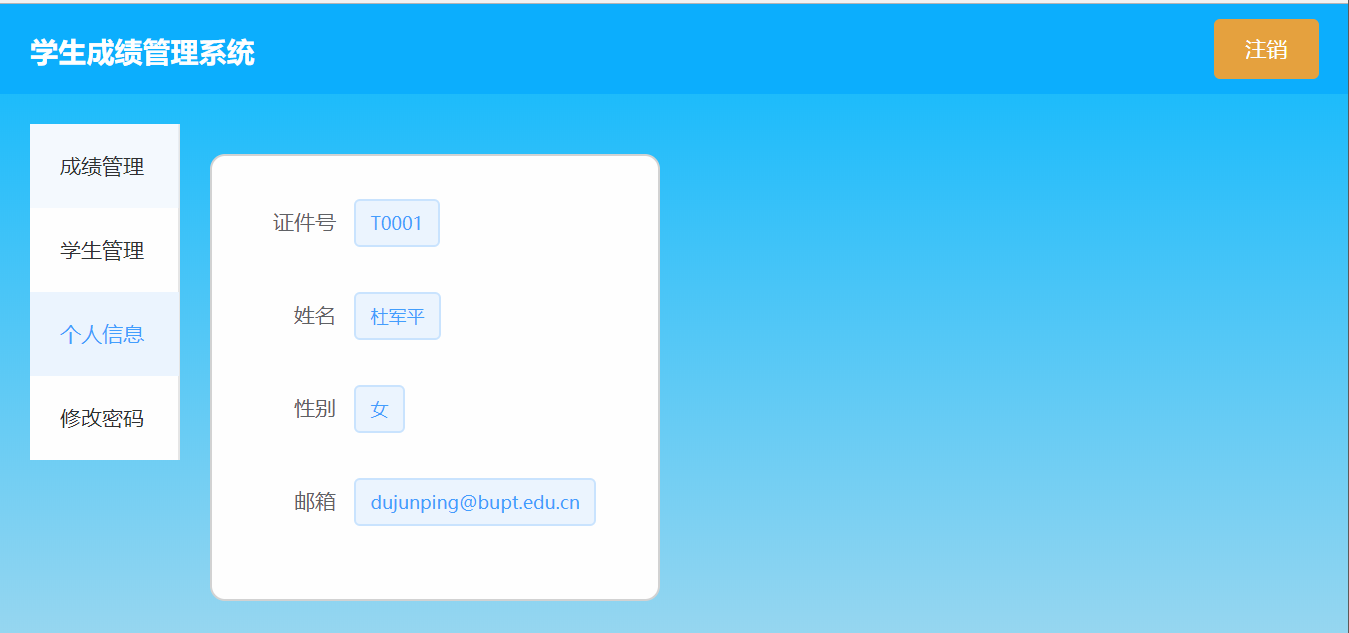 学生成绩管理系统
注销
成绩管理
学生管理
个人信息
修改密码
证件号 T0001
姓名 杜军平
性别 女
邮箱 dujunping@bupt.edu.cn